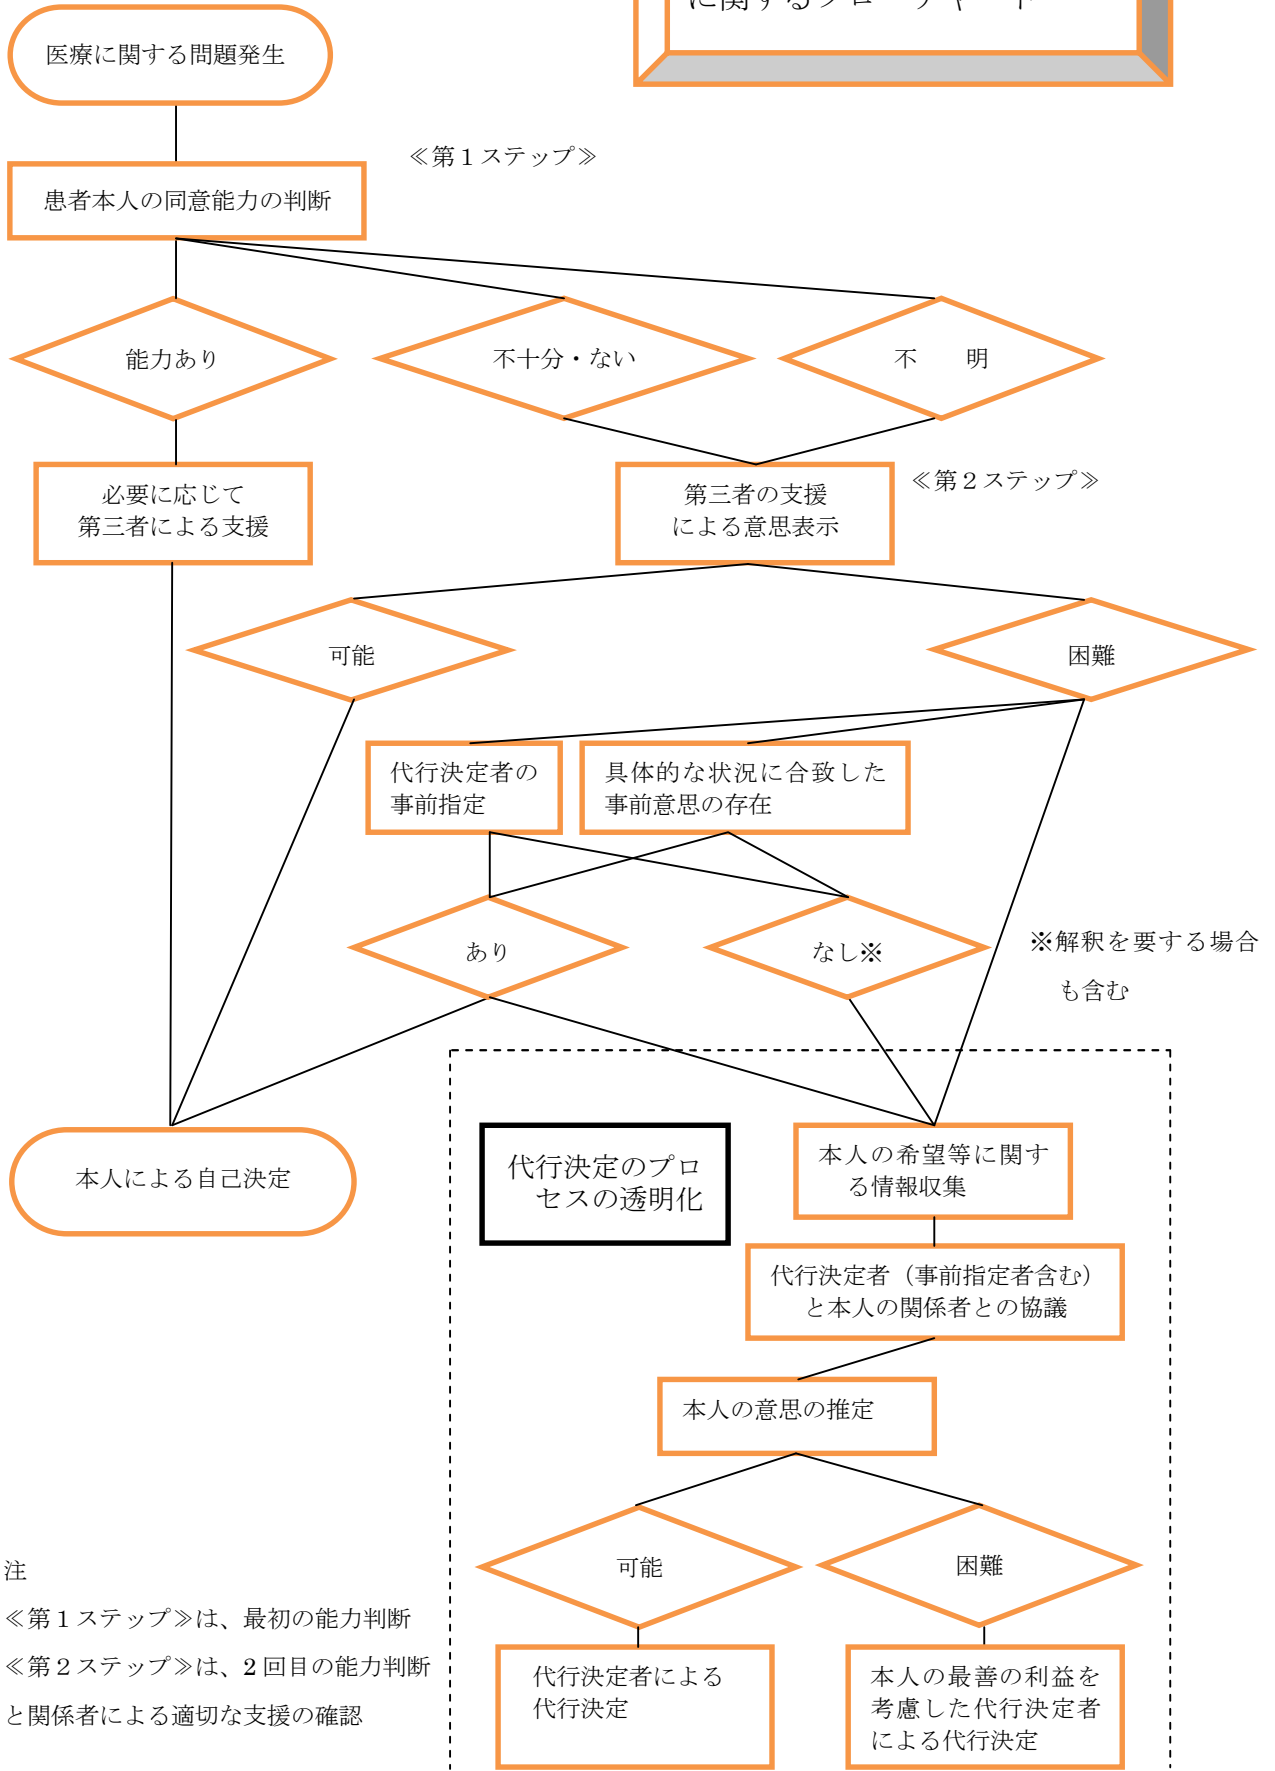 に関するフローチャート
医療に関する問題発生
≪第１ステップ≫
患者本人の同意能力の判断
能力あり
不十分・ない
不　明
必要に応じて
第三者による支援
第三者の支援
による意思表示
≪第２ステップ≫
可能
困難
代行決定者の
事前指定
具体的な状況に合致した
事前意思の存在
あり
なし※
※解釈を要する場合
も含む
本人による自己決定
代行決定のプロ
セスの透明化
本人の希望等に関す
る情報収集
代行決定者（事前指定者含む）
と本人の関係者との協議
本人の意思の推定
可能
困難
代行決定者による
代行決定
本人の最善の利益を
考慮した代行決定者
による代行決定
注
≪第１ステップ≫は、最初の能力判断
≪第２ステップ≫は、2 回目の能力判断
と関係者による適切な支援の確認